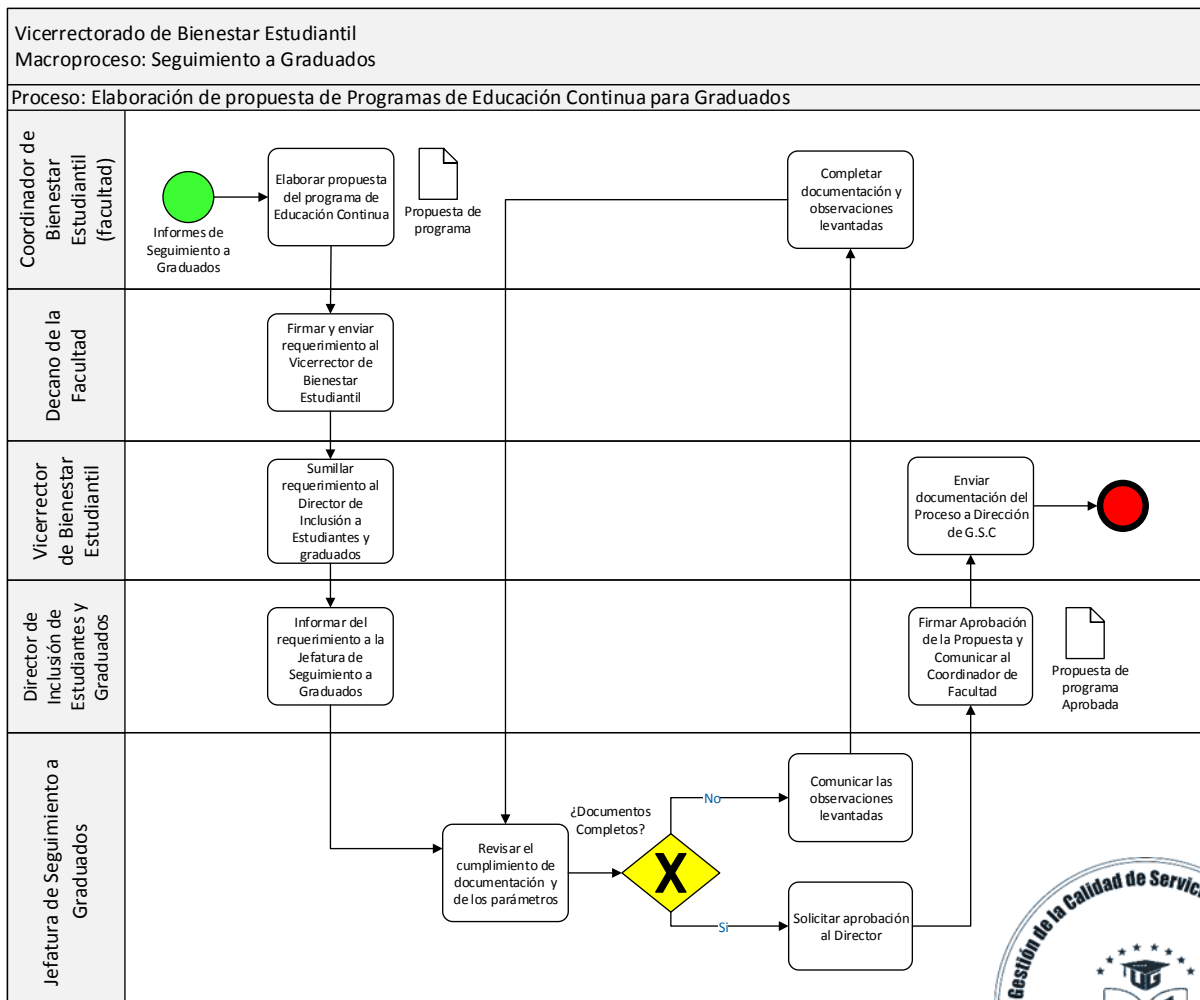 Vicerrectorado de Bienestar Estudiantil
Macroproceso: Seguimiento a Graduados
Proceso: Elaboración de propuesta de Programas de Educación Continua para Graduados
Coordinador de
Bienestar
Estudiantil
(facultad)
Informes de
Seguimiento a
Graduados
Elaborar propuesta
del programa de
Educación Continua
Propuesta de
programa
Completar
documentación y
observaciones
levantadas
Decano de la
Facultad
Firmar y enviar
requerimiento al
Vicerrector de
Bienestar
Estudiantil
Vicerrector
de Bienestar
Estudiantil
Sumillar
requerimiento al
Director de
Inclusión a
Estudiantes y
graduados
Enviar
documentación del
Proceso a Dirección
de G.S.C
Director de
Inclusión de
Estudiantes y
Graduados
Informar del
requerimiento a la
Jefatura de
Seguimiento a
Graduados
Firmar Aprobación
de la Propuesta y
Comunicar al
Coordinador de
Facultad
Propuesta de
programa
Aprobada
Jefatura de Seguimiento a
Graduados
Revisar el
cumplimiento de
documentación y
de los parámetros
¿Documentos
Completos?
X
No
Comunicar las
observaciones
levantadas
Si
Solicitar aprobación
al Director
Gestión de la Calidad de
UG